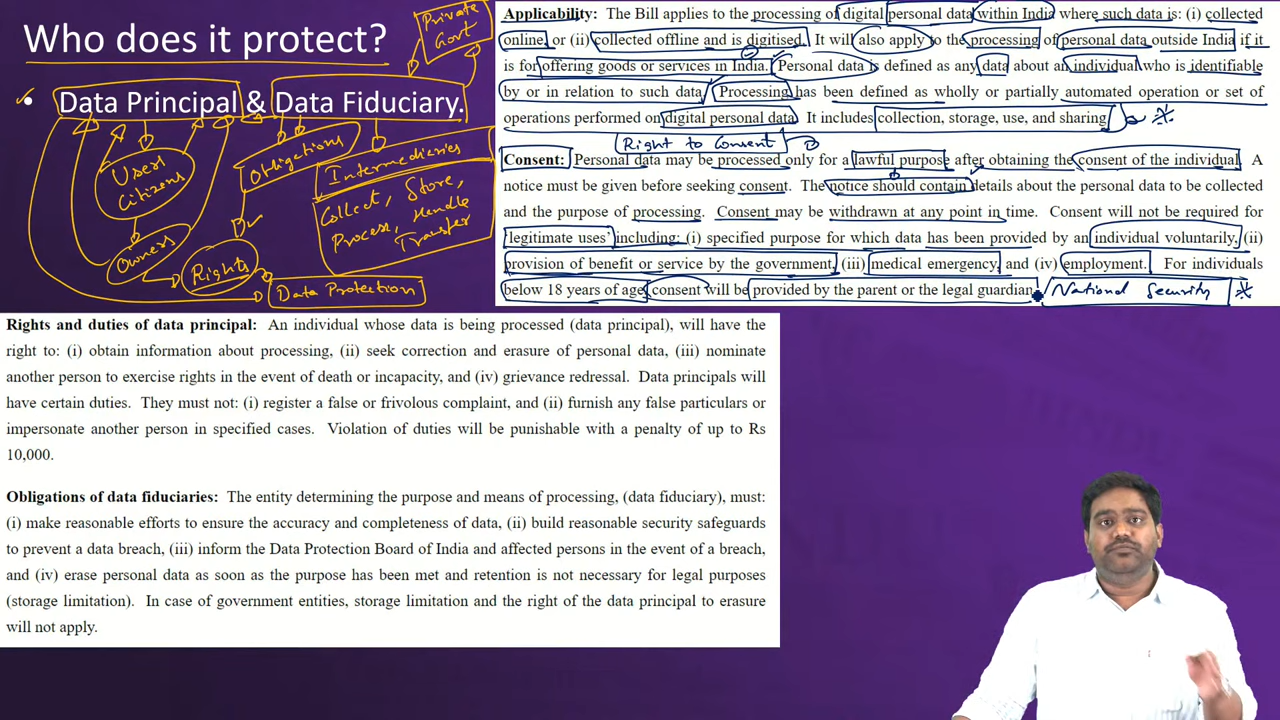 Who does it protect?
Private
Govt
• Data Principal & Data Fiduciary.
Users
Citizens
Owners
Rights
Obligations
Intermediaries
Collect, Store,
Process, Handle
Transfer
Data Protection
Applicability: The Bill applies to the processing of digital personal data within India where such data is: (i) collected
online, or (ii) collected offline and is digitised. It will also apply to the processing of personal data outside India if it
is for offering goods or services in India. Personal data is defined as any data about an individual who is identifiable
by or in relation to such data. Processing has been defined as wholly or partially automated operation or set of
operations performed on digital personal data. It includes collection, storage, use, and sharing.
Right to Consent
Consent: Personal data may be processed only for a lawful purpose after obtaining the consent of the individual. A
notice must be given before seeking consent. The notice should contain details about the personal data to be collected
and the purpose of processing. Consent may be withdrawn at any point in time. Consent will not be required for
'legitimate uses' including: (i) specified purpose for which data has been provided by an individual voluntarily, (ii)
provision of benefit or service by the government, (iii) medical emergency, and (iv) employment. For individuals
below 18 years of age, consent will be provided by the parent or the legal guardian.
National Security
Rights and duties of data principal: An individual whose data is being processed (data principal), will have the
right to: (i) obtain information about processing, (ii) seek correction and erasure of personal data, (iii) nominate
another person to exercise rights in the event of death or incapacity, and (iv) grievance redressal. Data principals will
have certain duties. They must not: (i) register a false or frivolous complaint, and (ii) furnish any false particulars or
impersonate another person in specified cases. Violation of duties will be punishable with a penalty of up to Rs
10,000.
Obligations of data fiduciaries: The entity determining the purpose and means of processing, (data fiduciary), must:
(i) make reasonable efforts to ensure the accuracy and completeness of data, (ii) build reasonable security safeguards
to prevent a data breach, (iii) inform the Data Protection Board of India and affected persons in the event of a breach,
and (iv) erase personal data as soon as the purpose has been met and retention is not necessary for legal purposes
(storage limitation). In case of government entities, storage limitation and the right of the data principal to erasure
will not apply.